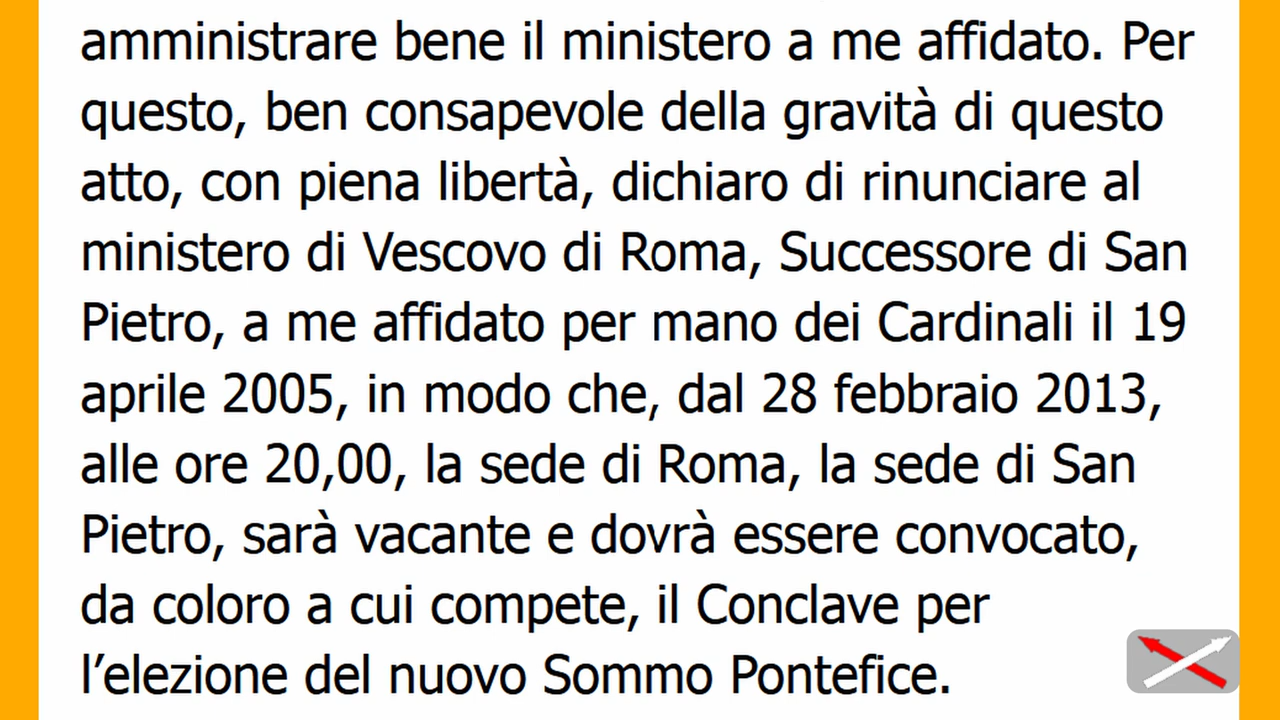 amministrare bene il ministero a me affidato. Per
questo, ben consapevole della gravità di questo
atto, con piena libertà, dichiaro di rinunciare al
ministero di Vescovo di Roma, Successore di San
Pietro, a me affidato per mano dei Cardinali il 19
aprile 2005, in modo che, dal 28 febbraio 2013,
alle ore 20,00, la sede di Roma, la sede di San
Pietro, sarà vacante e dovrà essere convocato,
da coloro a cui compete, il Conclave per
l’elezione del nuovo Sommo Pontefice.